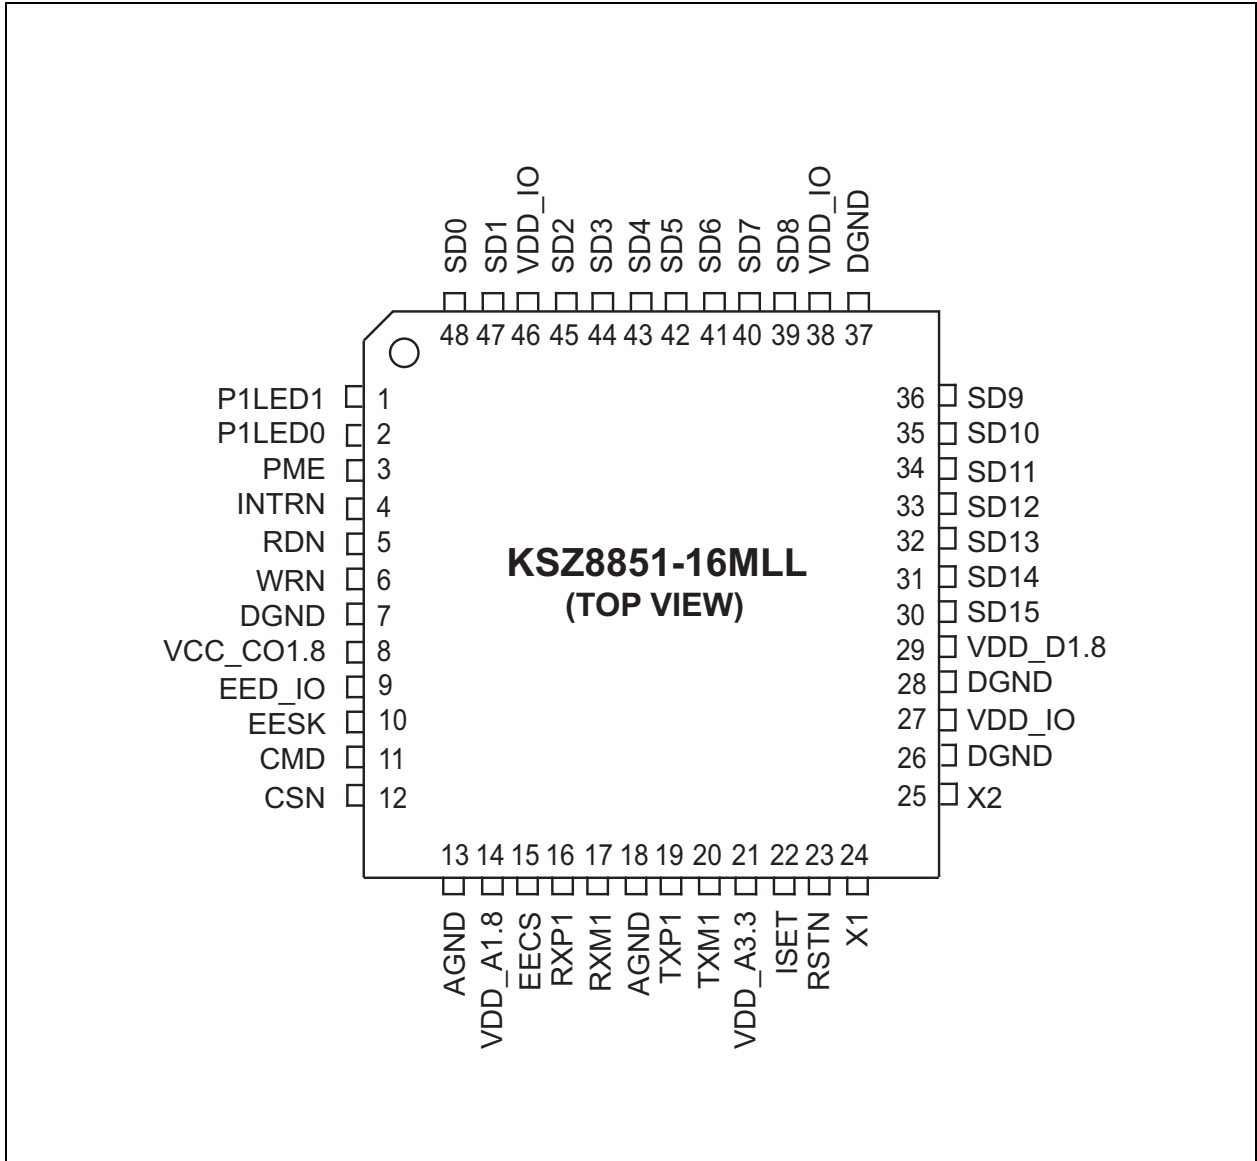 SD0 SD1 VDD_IO SD2 SD3 SD4 SD5 SD6 SD7 SD8 VDD_IO DGND
48 47 46 45 44 43 42 41 40 39 38 37
P1LED1 1 36 SD9
P1LED0 2 35 SD10
PME 3 34 SD11
INTRN 4 33 SD12
RDN 5 32 SD13
WRN 6 31 SD14
DGND 7 30 SD15
VCC_CO1.8 8 29 VDD_D1.8
EED_IO 9 28 DGND
EESK 10 27 VDD_IO
CMD 11 26 DGND
CSN 12 25 X2
KSZ8851-16MLL
(TOP VIEW)
13 14 15 16 17 18 19 20 21 22 23 24
AGND VDD_A1.8 EECS RXP1 RXM1 AGND TXP1 TXM1 VDD_A3.3 ISET RSTN X1